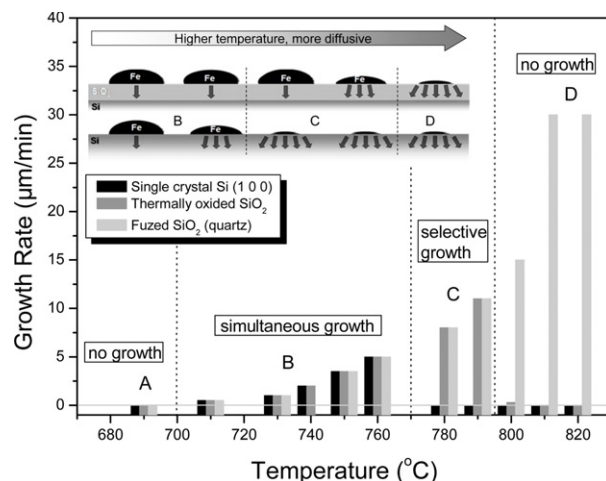 Higher temperature, more diffusive
Fe Fe Fe Fe
Si
B C D
Fe
Fe
Si
Single crystal Si (1 0 0)
Thermally oxided SiO₂
Fuzed SiO₂ (quartz)
no growth
D
selective
growth
C
simultaneous growth
B
no growth
A
Growth Rate (µm/min)
40
35
30
25
20
15
10
5
0
680 700 720 740 760 780 800 820
Temperature (°C)